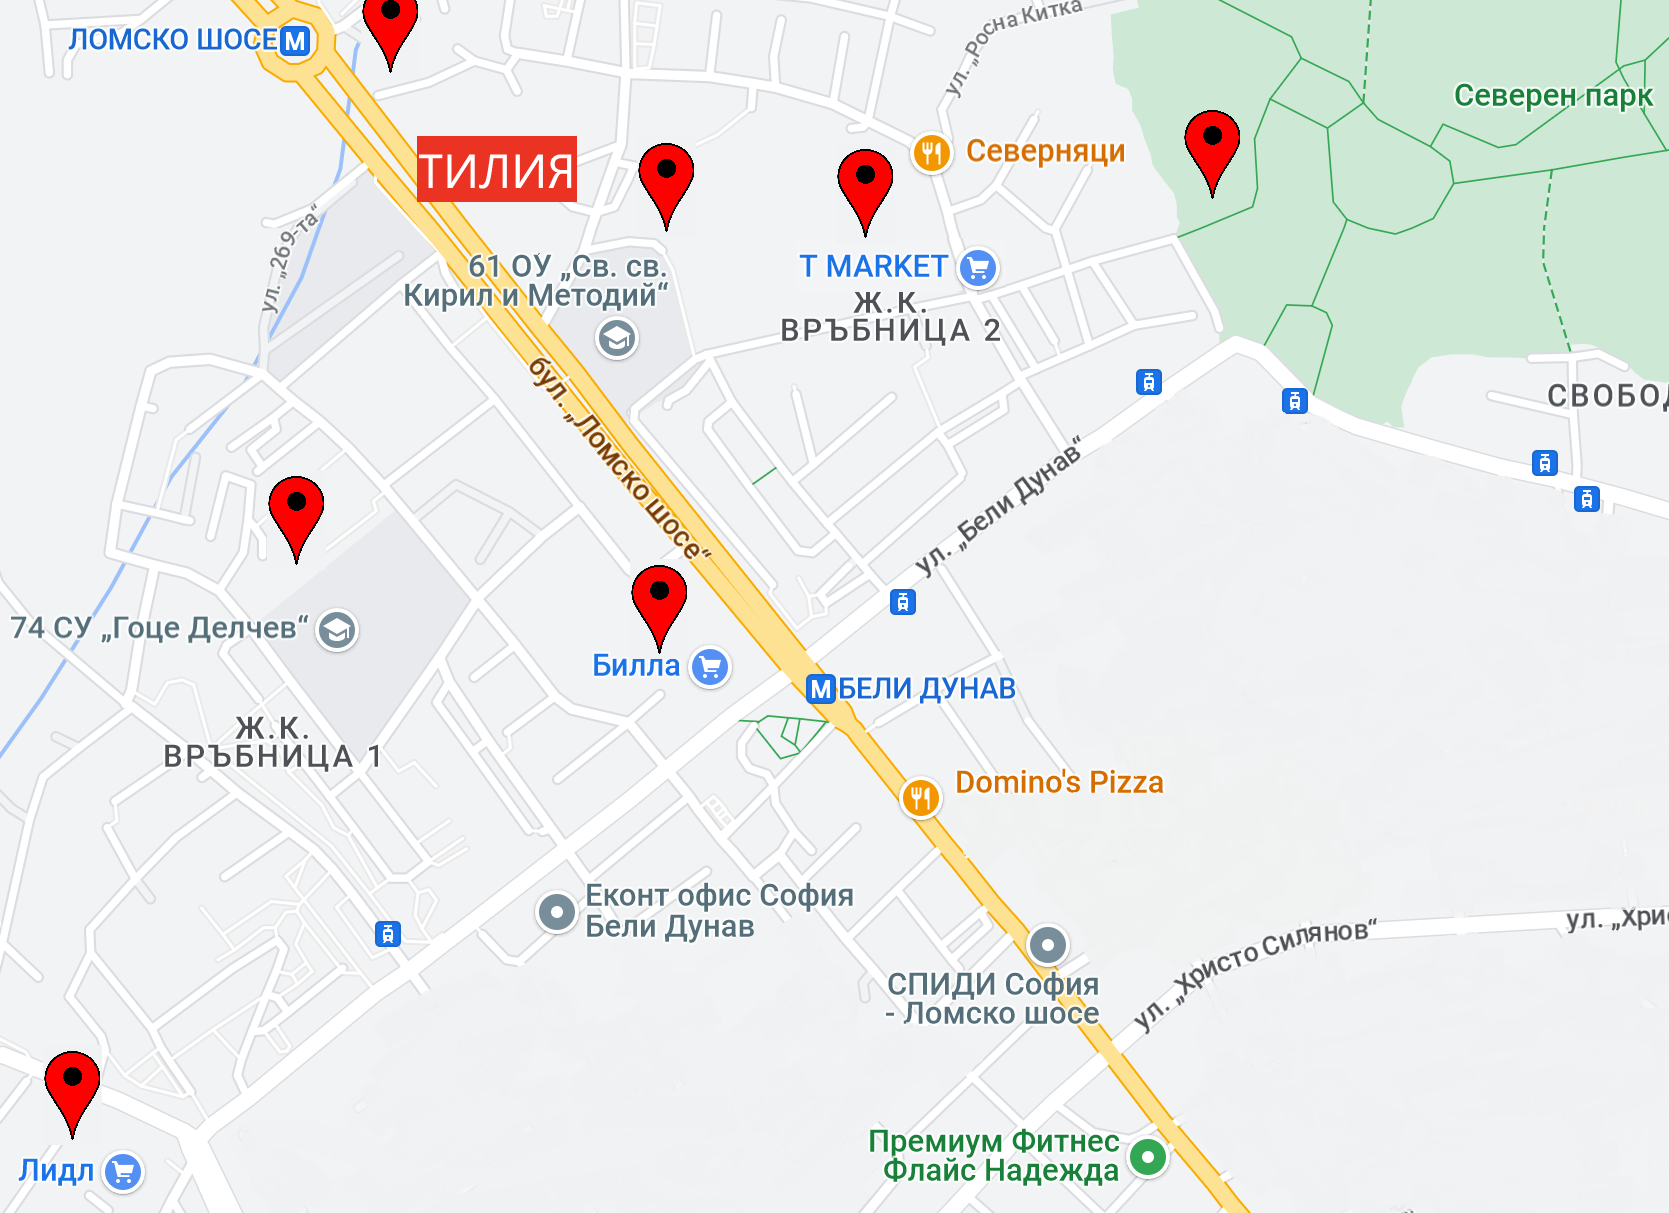 ул. „Росна Китка
ЛОМСКО ШОСЕ
M
Северен парк
ТИЛИЯ
Северняци
ул. „269-та“
61 ОУ „Св. св.
Кирил и Методий“
T MARKET
Ж.К.
ВРЪБНИЦА 2
бул. „Ломско шосе“
СВОБОД
ул. „Бели Дунав“
74 СУ „Гоце Делчев“
Билла
M
БЕЛИ ДУНАВ
Ж.К.
ВРЪБНИЦА 1
Domino's Pizza
Еконт офис София
Бели Дунав
ул. „Христо Силянов“
ул. „Хрис
СПИДИ София
- Ломско шосе
Премиум Фитнес
Флайс Надежда
Лидл